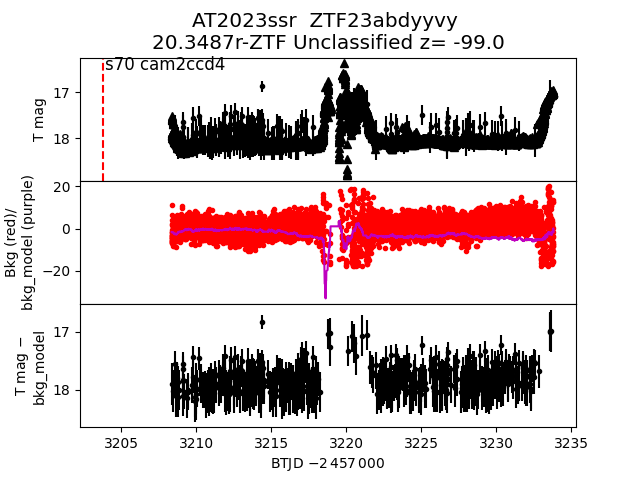 AT2023ssr  ZTF23abdyyvy
20.3487r-ZTF Unclassified z= -99.0
s70 cam2ccd4
T mag
17
18
Bkg (red)/
bkg_model (purple)
20
0
−20
T mag −
bkg_model
17
18
3205 3210 3215 3220 3225 3230 3235
BTJD −2 457 000